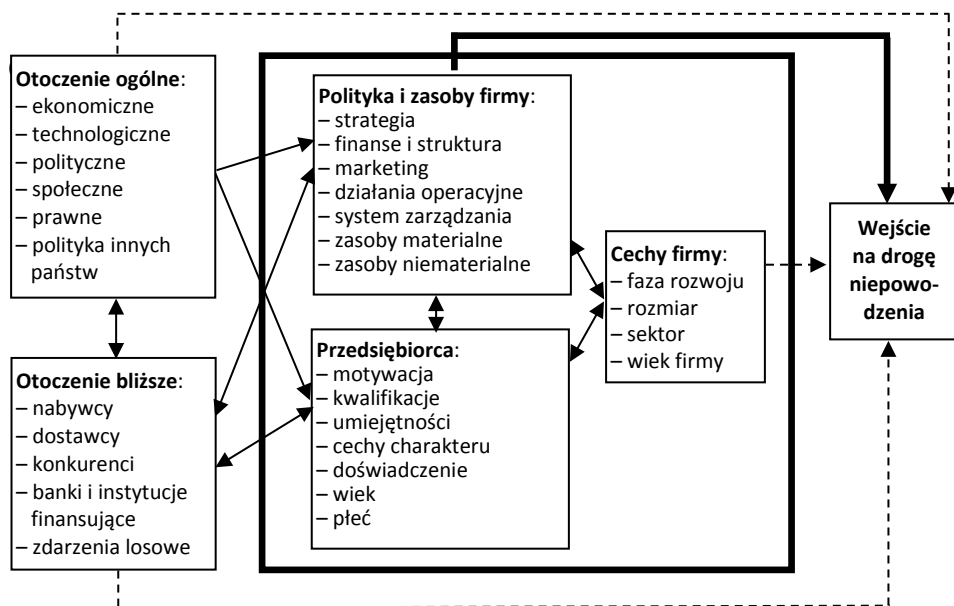 Otoczenie ogólne:
– ekonomiczne
– technologiczne
– polityczne
– społeczne
– prawne
– polityka innych
państw
Otoczenie bliższe:
– nabywcy
– dostawcy
– konkurenci
– banki i instytucje
finansujące
– zdarzenia losowe
Polityka i zasoby firmy:
– strategia
– finanse i struktura
– marketing
– działania operacyjne
– system zarządzania
– zasoby materialne
– zasoby niematerialne
Przedsiębiorca:
– motywacja
– kwalifikacje
– umiejętności
– cechy charakteru
– doświadczenie
– wiek
– płeć
Cechy firmy:
– faza rozwoju
– rozmiar
– sektor
– wiek firmy
Wejście
na drogę
niepowo-
dzenia